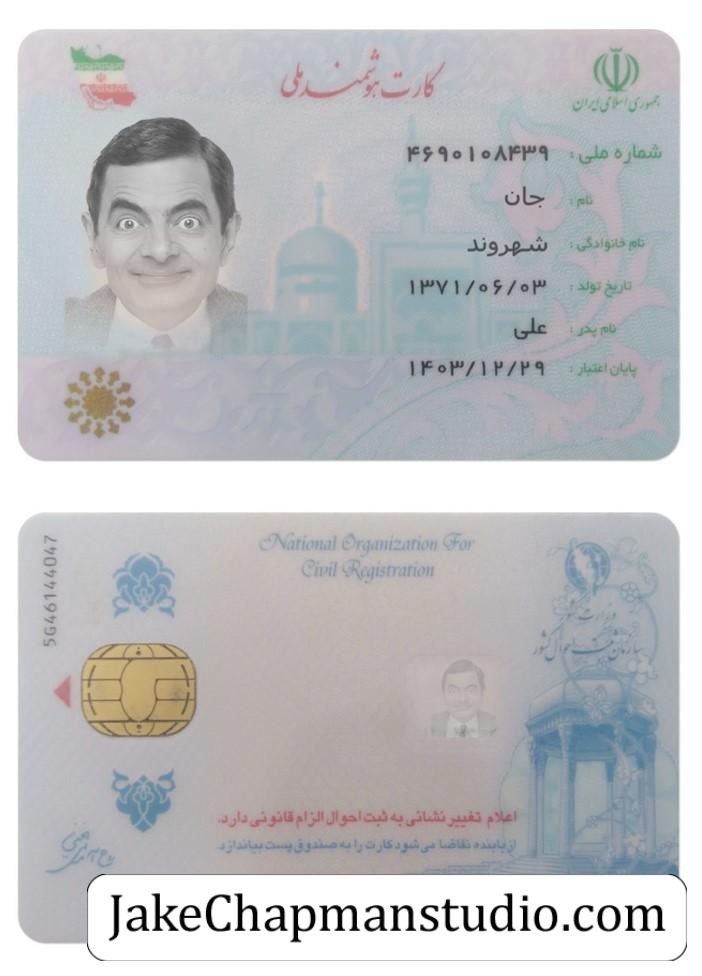 کارت هوشمند ملی
جمهوری اسلامی ایران
شماره ملی: ۴۶۹۰۱۰۸۴۳۹
نام: جان
نام خانوادگی: شهروند
تاریخ تولد: ۱۳۷۱/۰۶/۰۳
نام پدر: علی
پایان اعتبار: ۱۴۰۳/۱۲/۲۹
5G46144047
National Organization For
Civil Registration
وزارت کشور
سازمان ثبت احوال کشور
اعلام تغییر نشانی به ثبت احوال الزام قانونی دارد.
از یابنده تقاضا می شود کارت را به صندوق پست بیاندازد.
JakeChapmanstudio.com